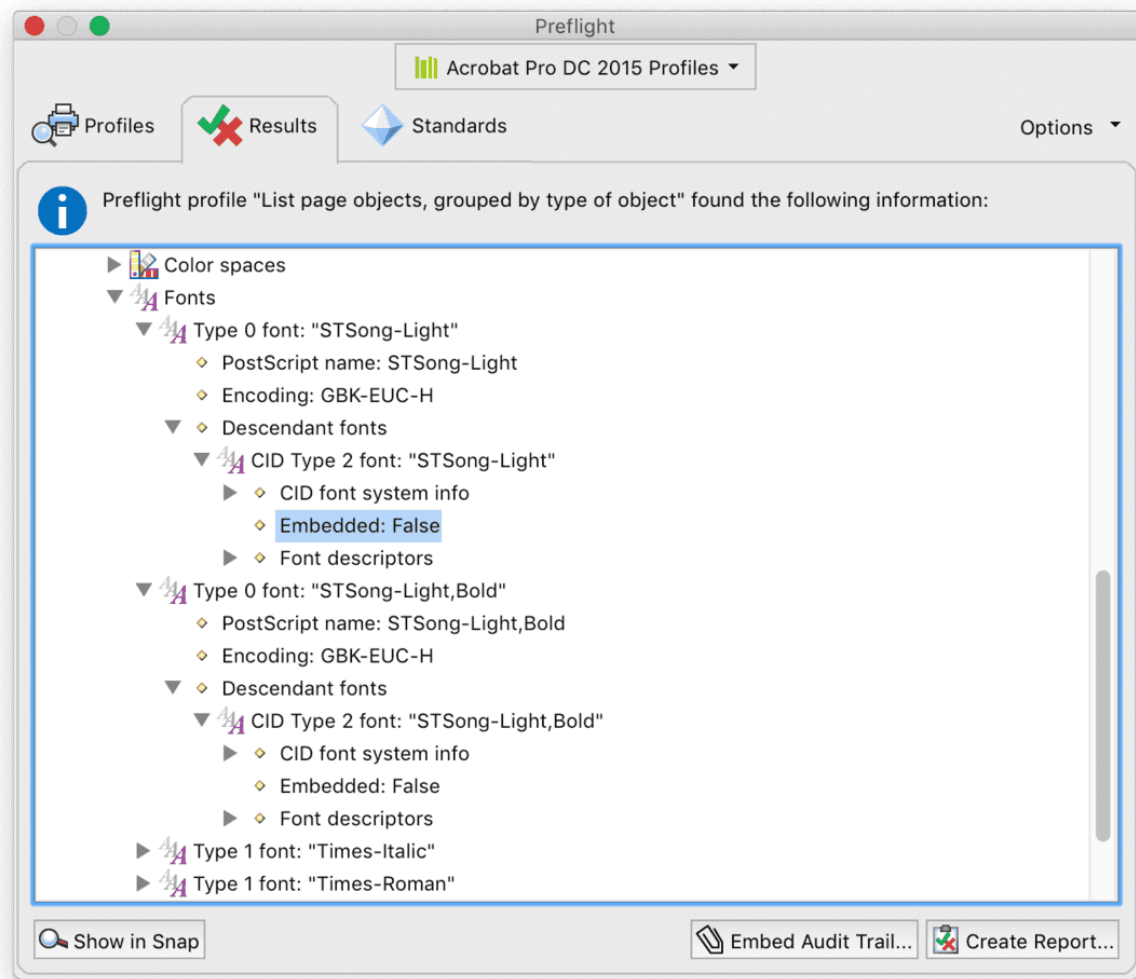 Preflight
Acrobat Pro DC 2015 Profiles
Profiles
Results
Standards
Options
Preflight profile "List page objects, grouped by type of object" found the following information:
Color spaces
Fonts
Type 0 font: "STSong-Light"
PostScript name: STSong-Light
Encoding: GBK-EUC-H
Descendant fonts
CID Type 2 font: "STSong-Light"
CID font system info
Embedded: False
Font descriptors
Type 0 font: "STSong-Light,Bold"
PostScript name: STSong-Light,Bold
Encoding: GBK-EUC-H
Descendant fonts
CID Type 2 font: "STSong-Light,Bold"
CID font system info
Embedded: False
Font descriptors
Type 1 font: "Times-Italic"
Type 1 font: "Times-Roman"
Show in Snap
Embed Audit Trail...
Create Report...